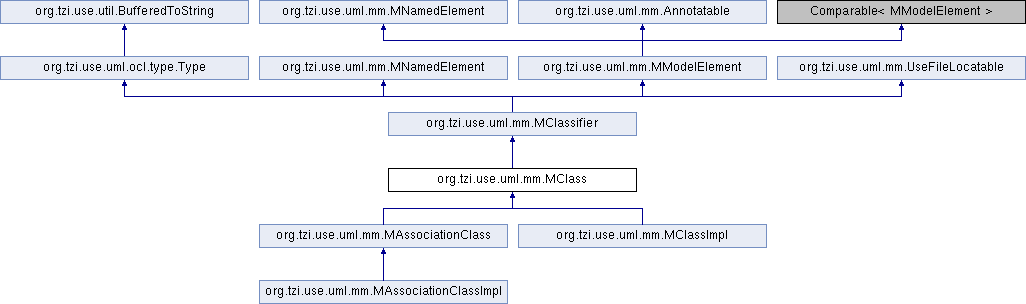 org.tzi.use.util.BufferedToString
org.tzi.use.uml.mm.MNamedElement
org.tzi.use.uml.mm.Annotatable
Comparable< MModelElement >
org.tzi.use.uml.ocl.type.Type
org.tzi.use.uml.mm.MNamedElement
org.tzi.use.uml.mm.MModelElement
org.tzi.use.uml.mm.UseFileLocatable
org.tzi.use.uml.mm.MClassifier
org.tzi.use.uml.mm.MClass
org.tzi.use.uml.mm.MAssociationClass
org.tzi.use.uml.mm.MClassImpl
org.tzi.use.uml.mm.MAssociationClassImpl